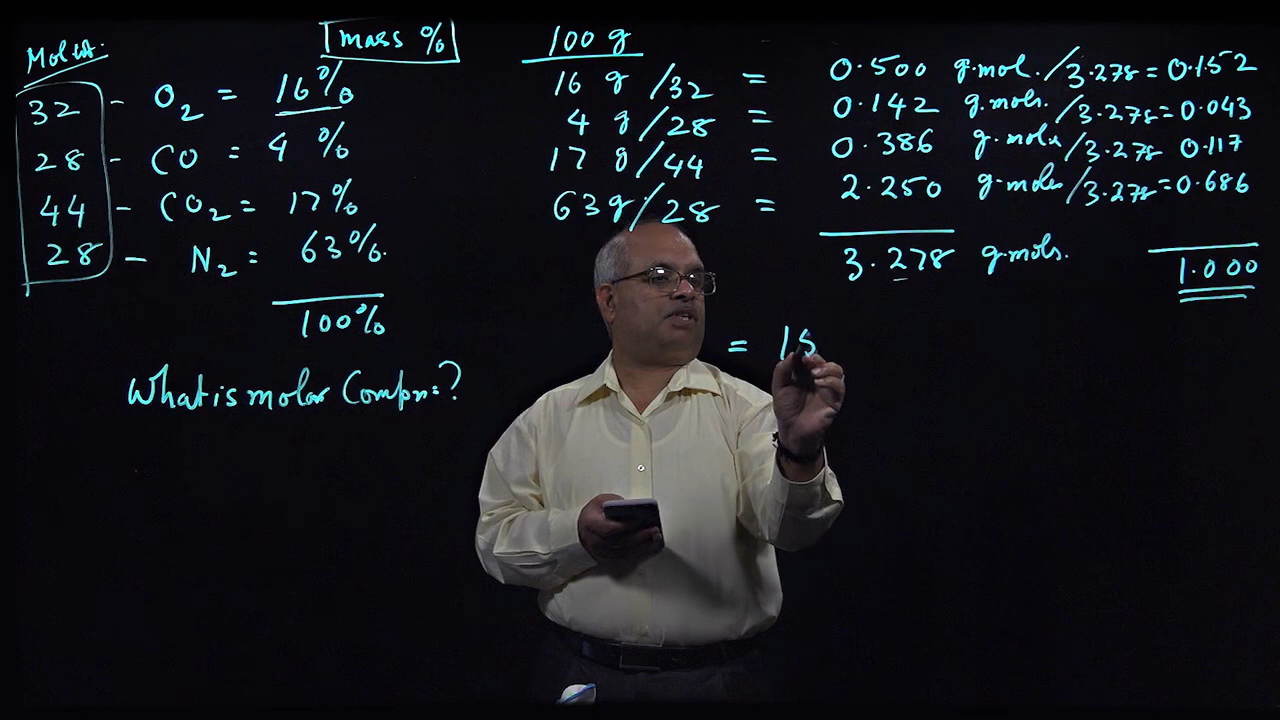 Mol wt.
mass %
100 g
32 - O2 = 16%
16 g /32 = 0.500 g.mol. /3.278 = 0.152
28 - CO = 4 %
4 g /28 = 0.142 g.mols. /3.278 = 0.043
44 - CO2 = 17%
17 g /44 = 0.386 g.mols /3.278 0.117
28 - N2 = 63%.
63g /28 = 2.250 g.moles /3.278 = 0.686
3.278 g.mols.
1.000
100%
= 15
What is molar Compn:?